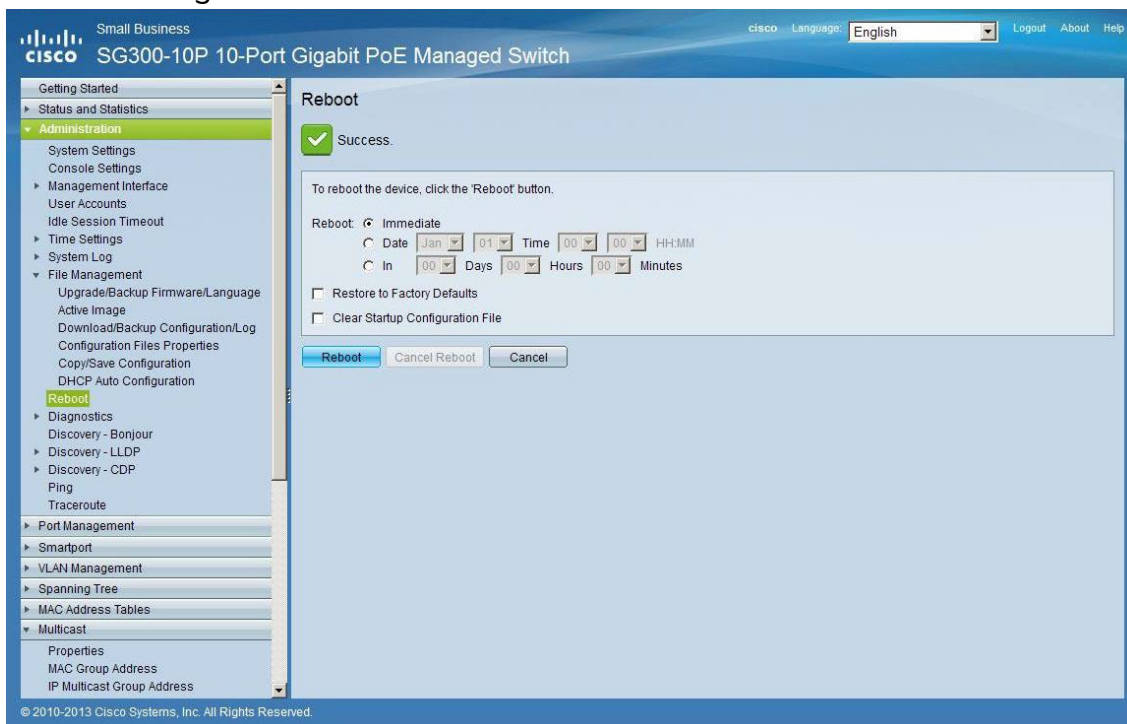 Small Business
cisco Language: English Logout About Help
cisco SG300-10P 10-Port Gigabit PoE Managed Switch
Getting Started
Status and Statistics
Administration
System Settings
Console Settings
Management Interface
User Accounts
Idle Session Timeout
Time Settings
System Log
File Management
Upgrade/Backup Firmware/Language
Active Image
Download/Backup Configuration/Log
Configuration Files Properties
Copy/Save Configuration
DHCP Auto Configuration
Reboot
Diagnostics
Discovery - Bonjour
Discovery - LLDP
Discovery - CDP
Ping
Traceroute
Port Management
Smartport
VLAN Management
Spanning Tree
MAC Address Tables
Multicast
Properties
MAC Group Address
IP Multicast Group Address
Reboot
Success.
To reboot the device, click the 'Reboot' button.
Reboot: Immediate
Date Jan 01 Time 00 00 HH:MM
In 00 Days 00 Hours 00 Minutes
Restore to Factory Defaults
Clear Startup Configuration File
Reboot Cancel Reboot Cancel
© 2010-2013 Cisco Systems, Inc. All Rights Reserved.